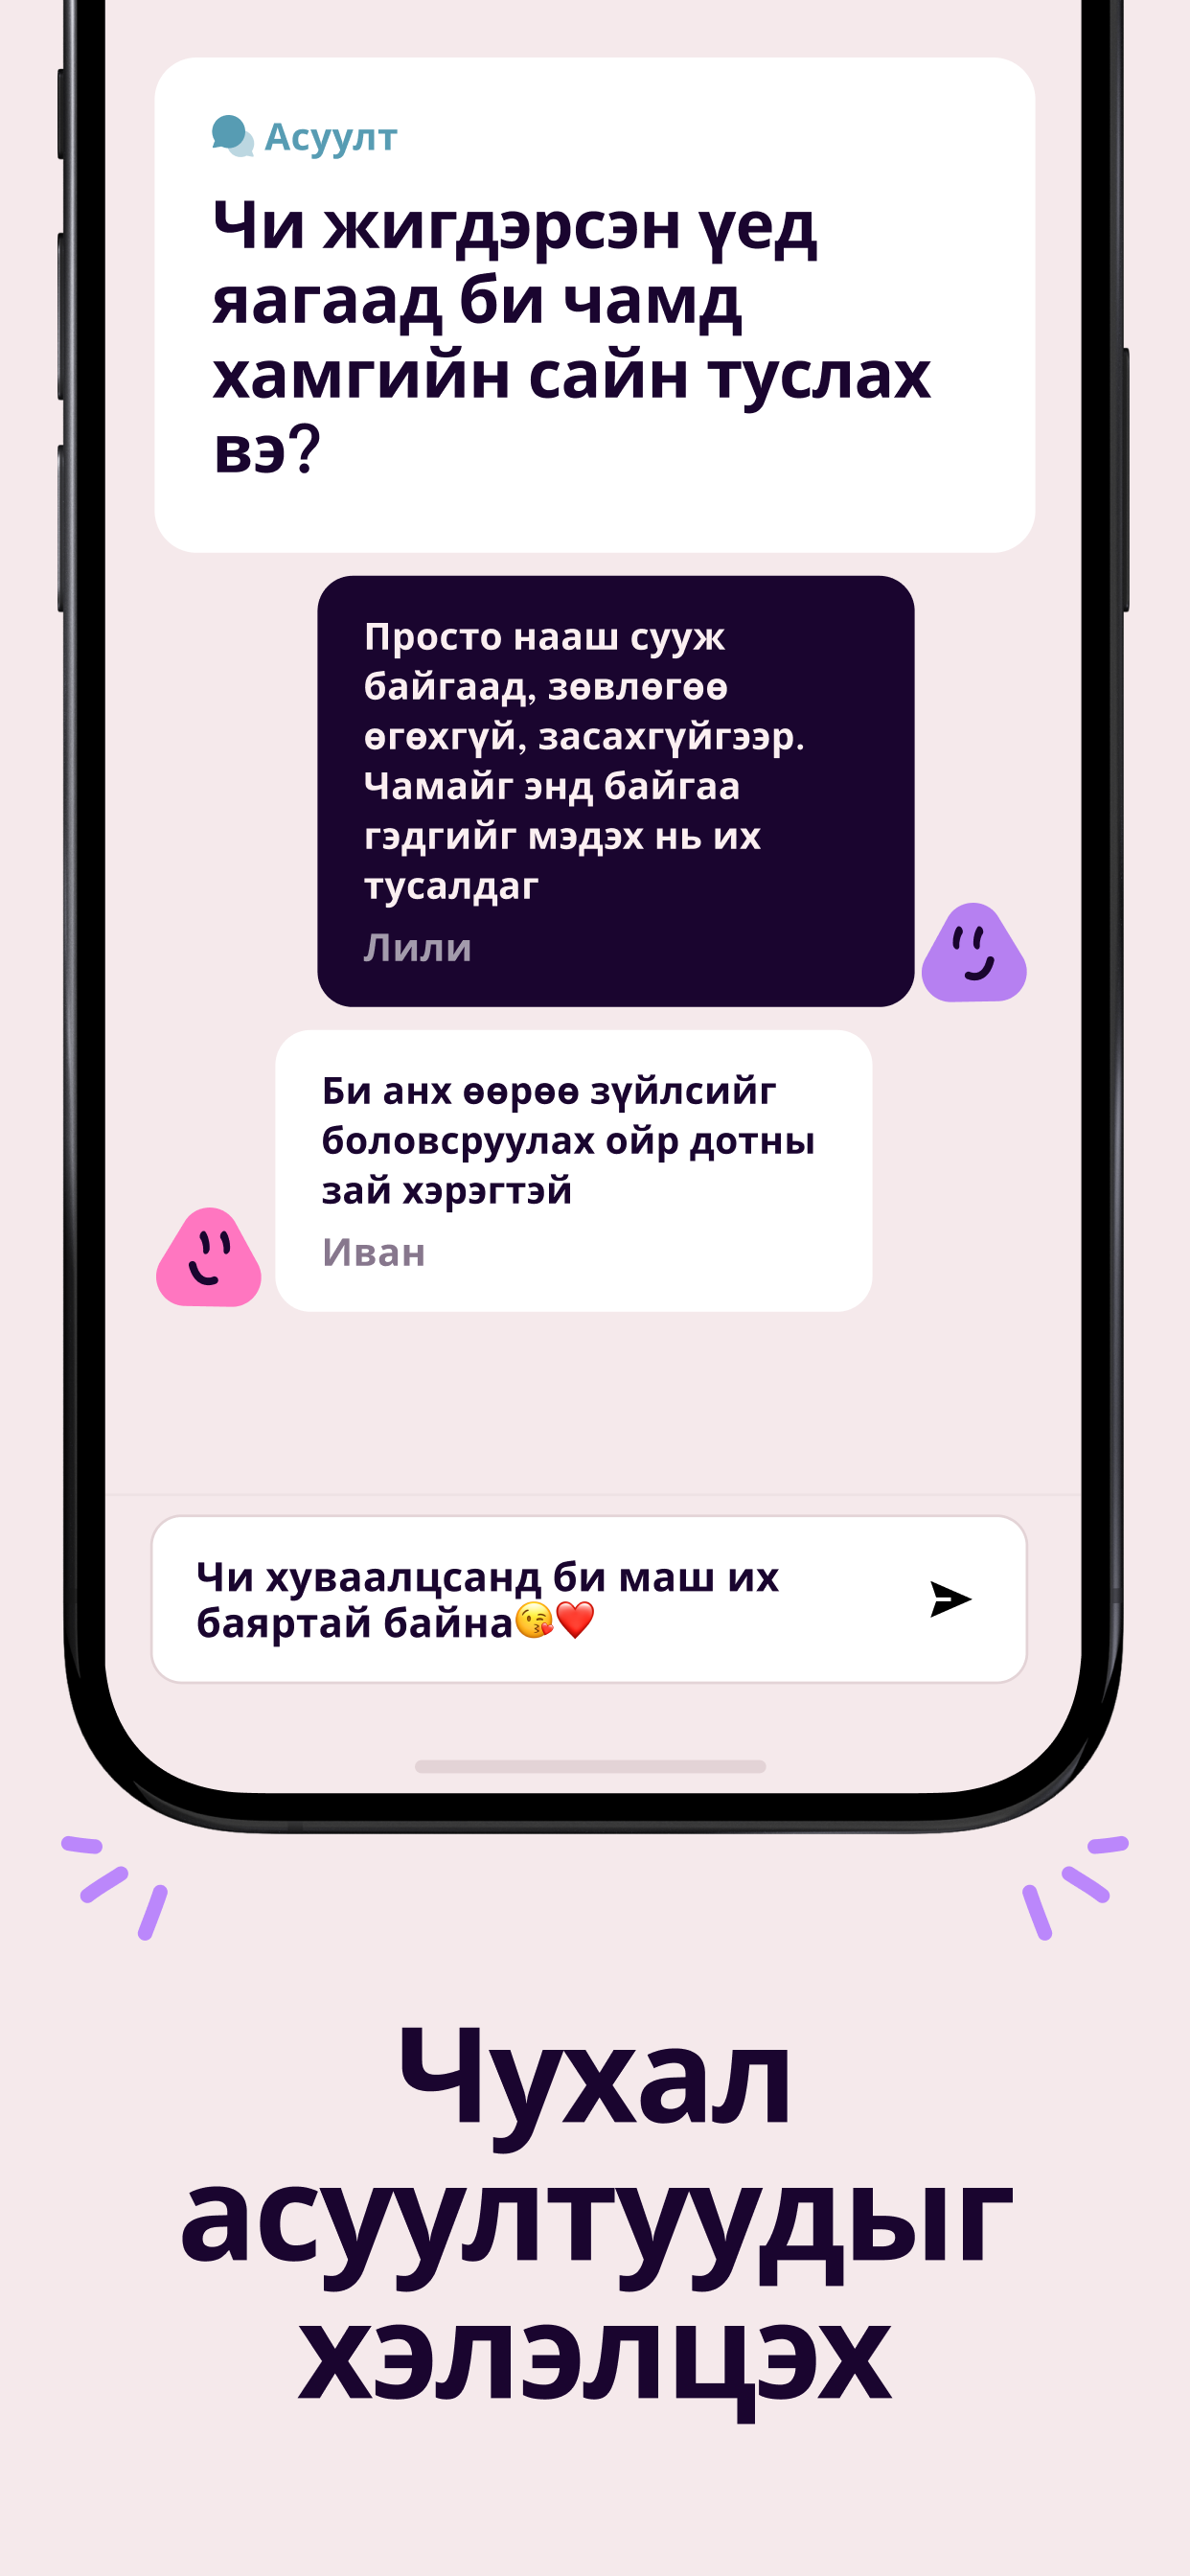 Асуулт
Чи жигдэрсэн үед
яагаад би чамд
хамгийн сайн туслах
вэ?
Просто нааш сууж
байгаад, зөвлөгөө
өгөхгүй, засахгүйгээр.
Чамайг энд байгаа
гэдгийг мэдэх нь их
тусалдаг
Лили
Би анх өөрөө зүйлсийг
боловсруулах ойр дотны
зай хэрэгтэй
Иван
Чи хуваалцсанд би маш их
баяртай байна😘❤️
Чухал
асуултуудыг
хэлэлцэх